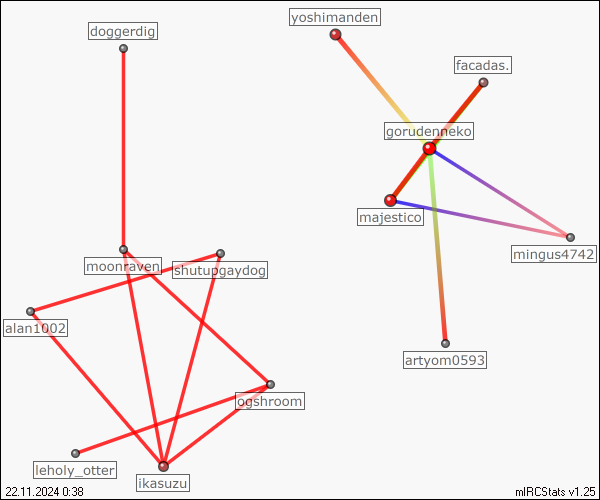 yoshimanden
doggerdig
facadas.
gorudenneko
majestico
mingus4742
moonraven
shutupgaydog
alan1002
artyom0593
ogshroom
leholy_otter
ikasuzu
22.11.2024 0:38
mIRCStats v1.25